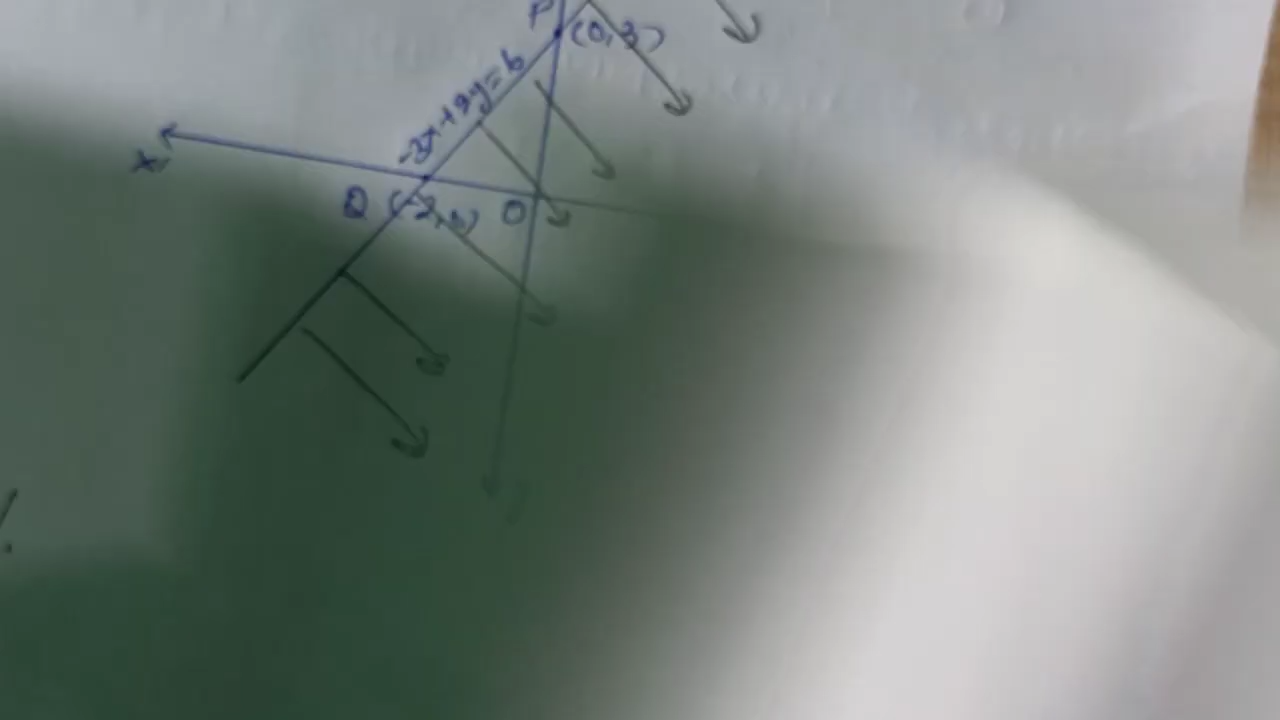 P
(0, 3)
-3x+2y=6
X
Q (-2, 0) O